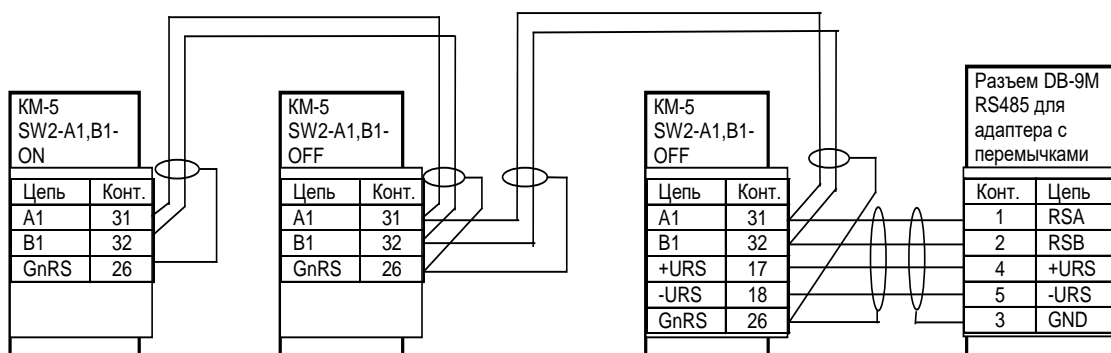 КМ-5
SW2-A1,B1-
ON
Цепь Конт.
A1 31
B1 32
GnRS 26
КМ-5
SW2-A1,B1-
OFF
Цепь Конт.
A1 31
B1 32
GnRS 26
КМ-5
SW2-A1,B1-
OFF
Цепь Конт.
A1 31
B1 32
+URS 17
-URS 18
GnRS 26
Разъем DB-9M
RS485 для
адаптера с
перемычками
Конт. Цепь
1 RSA
2 RSB
4 +URS
5 -URS
3 GND